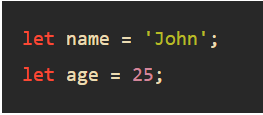 let name = 'John';
let age = 25;